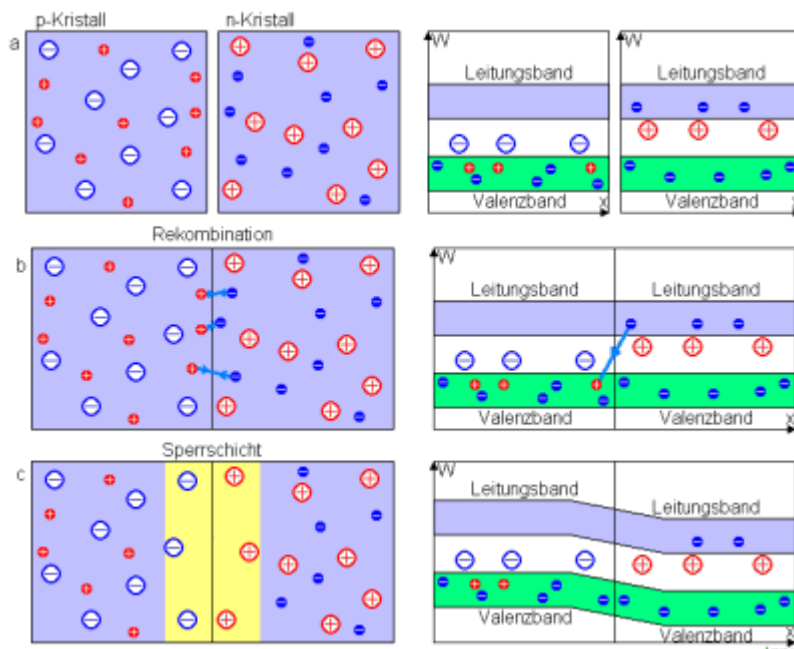 p-Kristall
n-Kristall
a
W
W
Leitungsband
Leitungsband
Valenzband
x
Valenzband
x
Rekombination
b
W
Leitungsband
Leitungsband
Valenzband
Valenzband
x
Sperrschicht
c
W
Leitungsband
Leitungsband
Valenzband
Valenzband
x